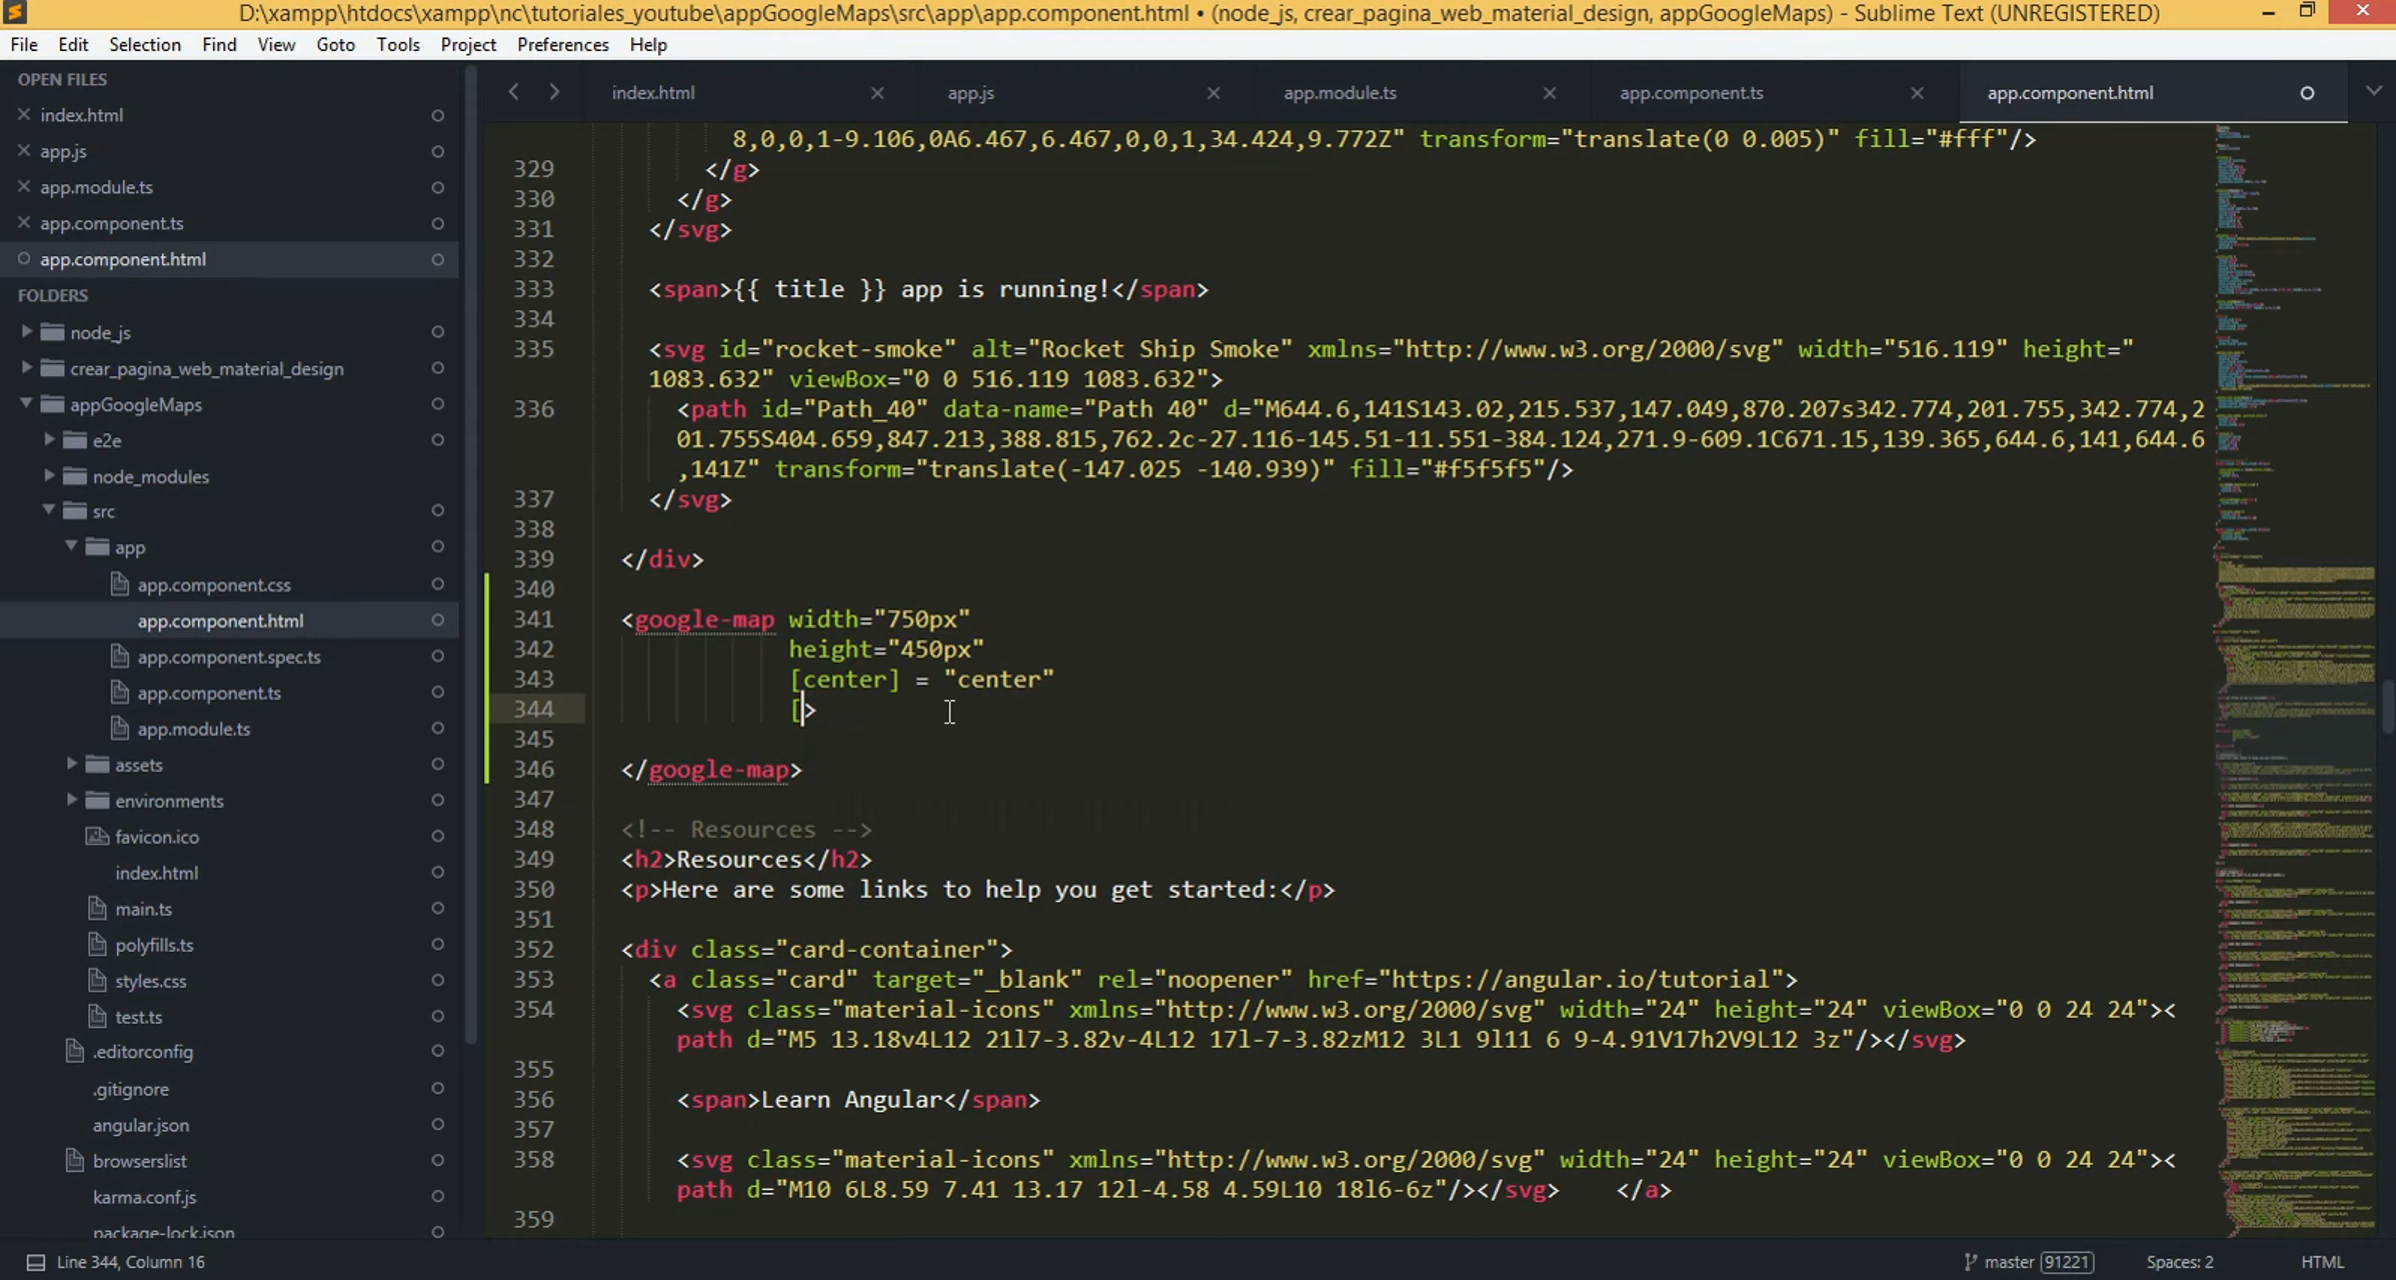 D:\xampp\htdocs\xampp\nc\tutoriales_youtube\appGoogleMaps\src\app\app.component.html • (node_js, crear_pagina_web_material_design, appGoogleMaps) - Sublime Text (UNREGISTERED)
File Edit Selection Find View Goto Tools Project Preferences Help
OPEN FILES
index.html
app.js
app.module.ts
app.component.ts
app.component.html
FOLDERS
node_js
crear_pagina_web_material_design
appGoogleMaps
e2e
node_modules
src
app
app.component.css
app.component.html
app.component.spec.ts
app.component.ts
app.module.ts
assets
environments
favicon.ico
index.html
main.ts
polyfills.ts
styles.css
test.ts
.editorconfig
.gitignore
angular.json
browserslist
karma.conf.js
package-lock.json
index.html app.js app.module.ts app.component.ts app.component.html
8,0,0,1-9.106,0A6.467,6.467,0,0,1,34.424,9.772Z" transform="translate(0 0.005)" fill="#fff"/>
329 </g>
330 </g>
331 </svg>
332
333 <span>{{ title }} app is running!</span>
334
335 <svg id="rocket-smoke" alt="Rocket Ship Smoke" xmlns="http://www.w3.org/2000/svg" width="516.119" height="
1083.632" viewBox="0 0 516.119 1083.632">
336 <path id="Path_40" data-name="Path 40" d="M644.6,141S143.02,215.537,147.049,870.207s342.774,201.755,342.774,2
01.755S404.659,847.213,388.815,762.2c-27.116-145.51-11.551-384.124,271.9-609.1C671.15,139.365,644.6,141,644.6
,141Z" transform="translate(-147.025 -140.939)" fill="#f5f5f5"/>
337 </svg>
338
339 </div>
340
341 <google-map width="750px"
342 height="450px"
343 [center] = "center"
344 [>
345
346 </google-map>
347
348 <!-- Resources -->
349 <h2>Resources</h2>
350 <p>Here are some links to help you get started:</p>
351
352 <div class="card-container">
353 <a class="card" target="_blank" rel="noopener" href="https://angular.io/tutorial">
354 <svg class="material-icons" xmlns="http://www.w3.org/2000/svg" width="24" height="24" viewBox="0 0 24 24"><
path d="M5 13.18v4L12 21l7-3.82v-4L12 17l-7-3.82zM12 3L1 9l11 6 9-4.91V17h2V9L12 3z"/></svg>
355
356 <span>Learn Angular</span>
357
358 <svg class="material-icons" xmlns="http://www.w3.org/2000/svg" width="24" height="24" viewBox="0 0 24 24"><
path d="M10 6L8.59 7.41 13.17 12l-4.58 4.59L10 18l6-6z"/></svg> </a>
359
Line 344, Column 16 master 91221 Spaces: 2 HTML